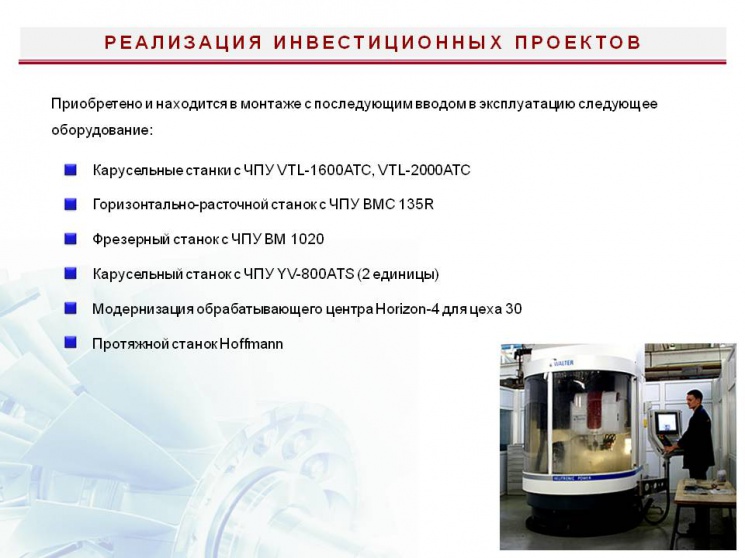 РЕАЛИЗАЦИЯ ИНВЕСТИЦИОННЫХ ПРОЕКТОВ
Приобретено и находится в монтаже с последующим вводом в эксплуатацию следующее
оборудование:
Карусельные станки с ЧПУ VTL-1600ATC, VTL-2000ATC
Горизонтально-расточной станок с ЧПУ BMC 135R
Фрезерный станок с ЧПУ BM 1020
Карусельный станок с ЧПУ YV-800ATS (2 единицы)
Модернизация обрабатывающего центра Horizon-4 для цеха 30
Протяжной станок Hoffmann
WALTER
HELITRONIC POWER